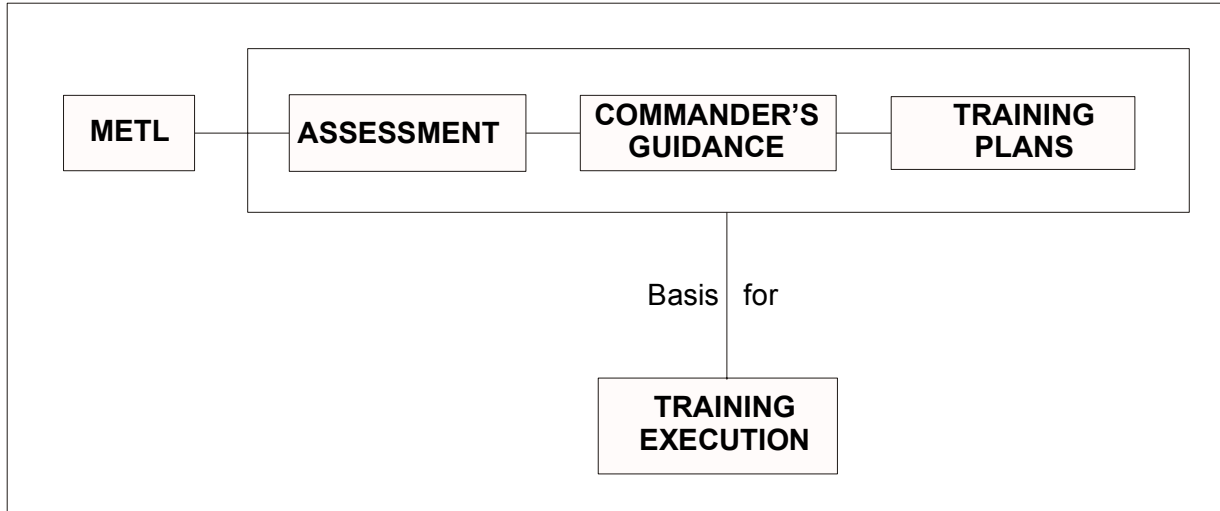 METL
ASSESSMENT
COMMANDER’S
GUIDANCE
TRAINING
PLANS
Basis for
TRAINING
EXECUTION